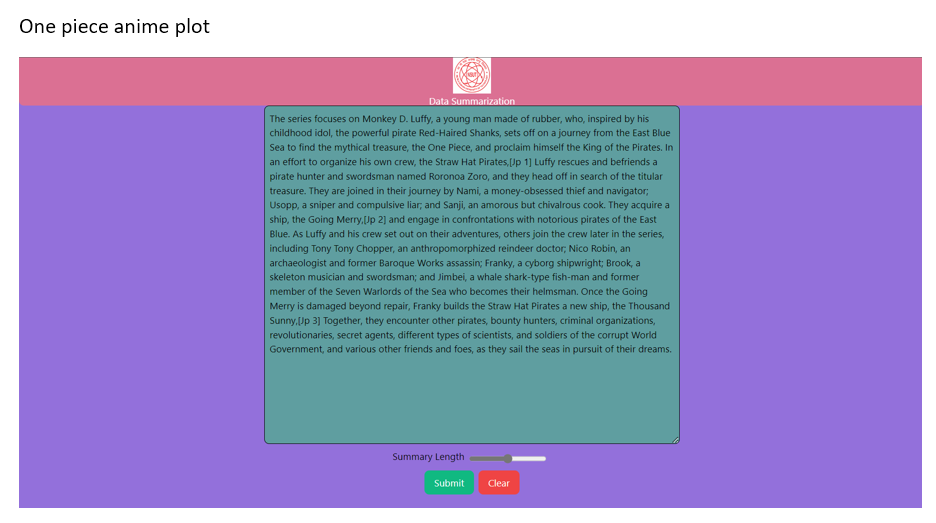 One piece anime plot
Data Summarization
The series focuses on Monkey D. Luffy, a young man made of rubber, who, inspired by his
childhood idol, the powerful pirate Red-Haired Shanks, sets off on a journey from the East Blue
Sea to find the mythical treasure, the One Piece, and proclaim himself the King of the Pirates. In
an effort to organize his own crew, the Straw Hat Pirates,[Jp 1] Luffy rescues and befriends a
pirate hunter and swordsman named Roronoa Zoro, and they head off in search of the titular
treasure. They are joined in their journey by Nami, a money-obsessed thief and navigator;
Usopp, a sniper and compulsive liar; and Sanji, an amorous but chivalrous cook. They acquire a
ship, the Going Merry,[Jp 2] and engage in confrontations with notorious pirates of the East
Blue. As Luffy and his crew set out on their adventures, others join the crew later in the series,
including Tony Tony Chopper, an anthropomorphized reindeer doctor; Nico Robin, an
archaeologist and former Baroque Works assassin; Franky, a cyborg shipwright; Brook, a
skeleton musician and swordsman; and Jimbei, a whale shark-type fish-man and former
member of the Seven Warlords of the Sea who becomes their helmsman. Once the Going
Merry is damaged beyond repair, Franky builds the Straw Hat Pirates a new ship, the Thousand
Sunny,[Jp 3] Together, they encounter other pirates, bounty hunters, criminal organizations,
revolutionaries, secret agents, different types of scientists, and soldiers of the corrupt World
Government, and various other friends and foes, as they sail the seas in pursuit of their dreams.
Summary Length
Submit Clear